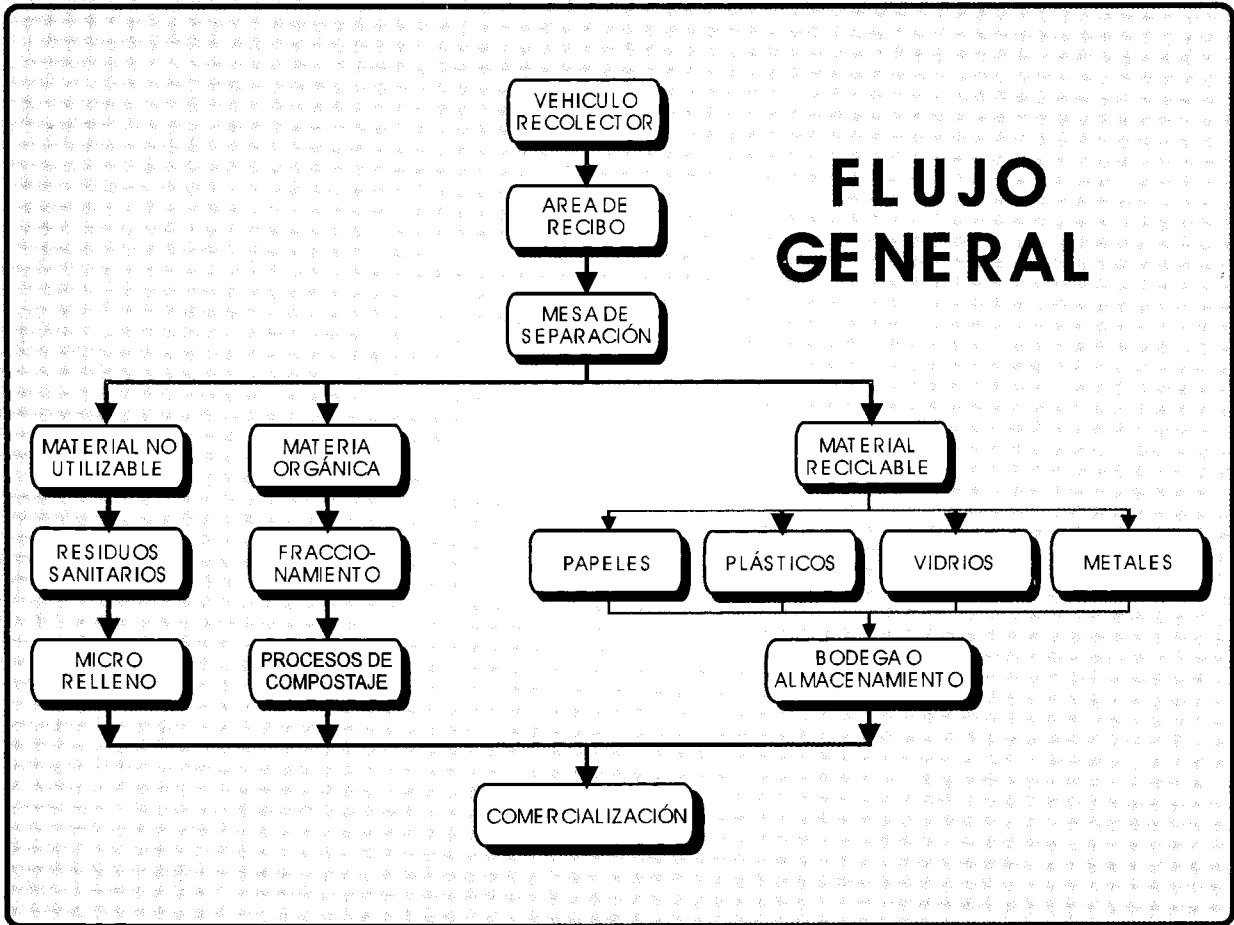 VEHICULO
RECOLECTOR
FLUJO
GENERAL
AREA DE
RECIBO
MESA DE
SEPARACIÓN
MATERIAL NO
UTILIZABLE
MATERIA
ORGÁNICA
MATERIAL
RECICLABLE
RESIDUOS
SANITARIOS
FRACCIO-
NAMIENTO
PAPELES
PLÁSTICOS
VIDRIOS
METALES
MICRO
RELLENO
PROCESOS DE
COMPOSTAJE
BODEGA O
ALMACENAMIENTO
COMERCIALIZACIÓN